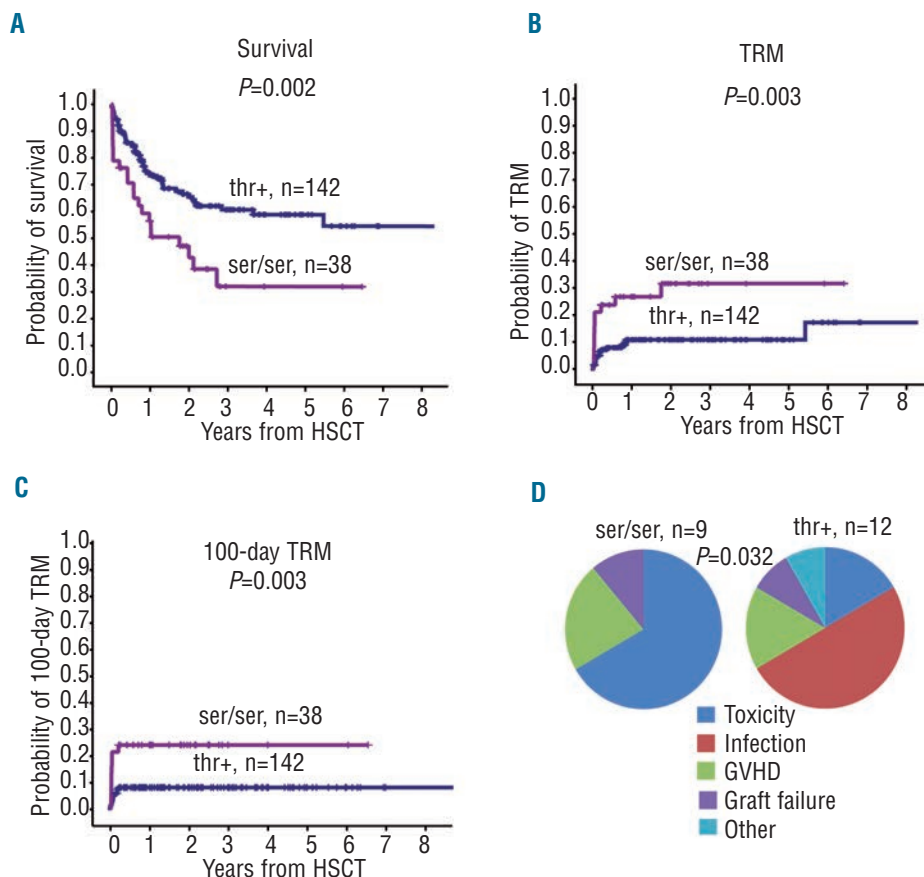 A
Survival
P=0.002
Probability of survival
1.0
0.9
0.8
0.7
0.6
0.5
0.4
0.3
0.2
0.1
0.0
thr+, n=142
ser/ser, n=38
0 1 2 3 4 5 6 7 8
Years from HSCT
B
TRM
P=0.003
Probability of TRM
1.0
0.9
0.8
0.7
0.6
0.5
0.4
0.3
0.2
0.1
0.0
ser/ser, n=38
thr+, n=142
0 1 2 3 4 5 6 7 8
Years from HSCT
C
100-day TRM
P=0.003
Probability of 100-day TRM
1.0
0.9
0.8
0.7
0.6
0.5
0.4
0.3
0.2
0.1
0.0
ser/ser, n=38
thr+, n=142
0 1 2 3 4 5 6 7 8
Years from HSCT
D
ser/ser, n=9
thr+, n=12
P=0.032
Toxicity
Infection
GVHD
Graft failure
Other